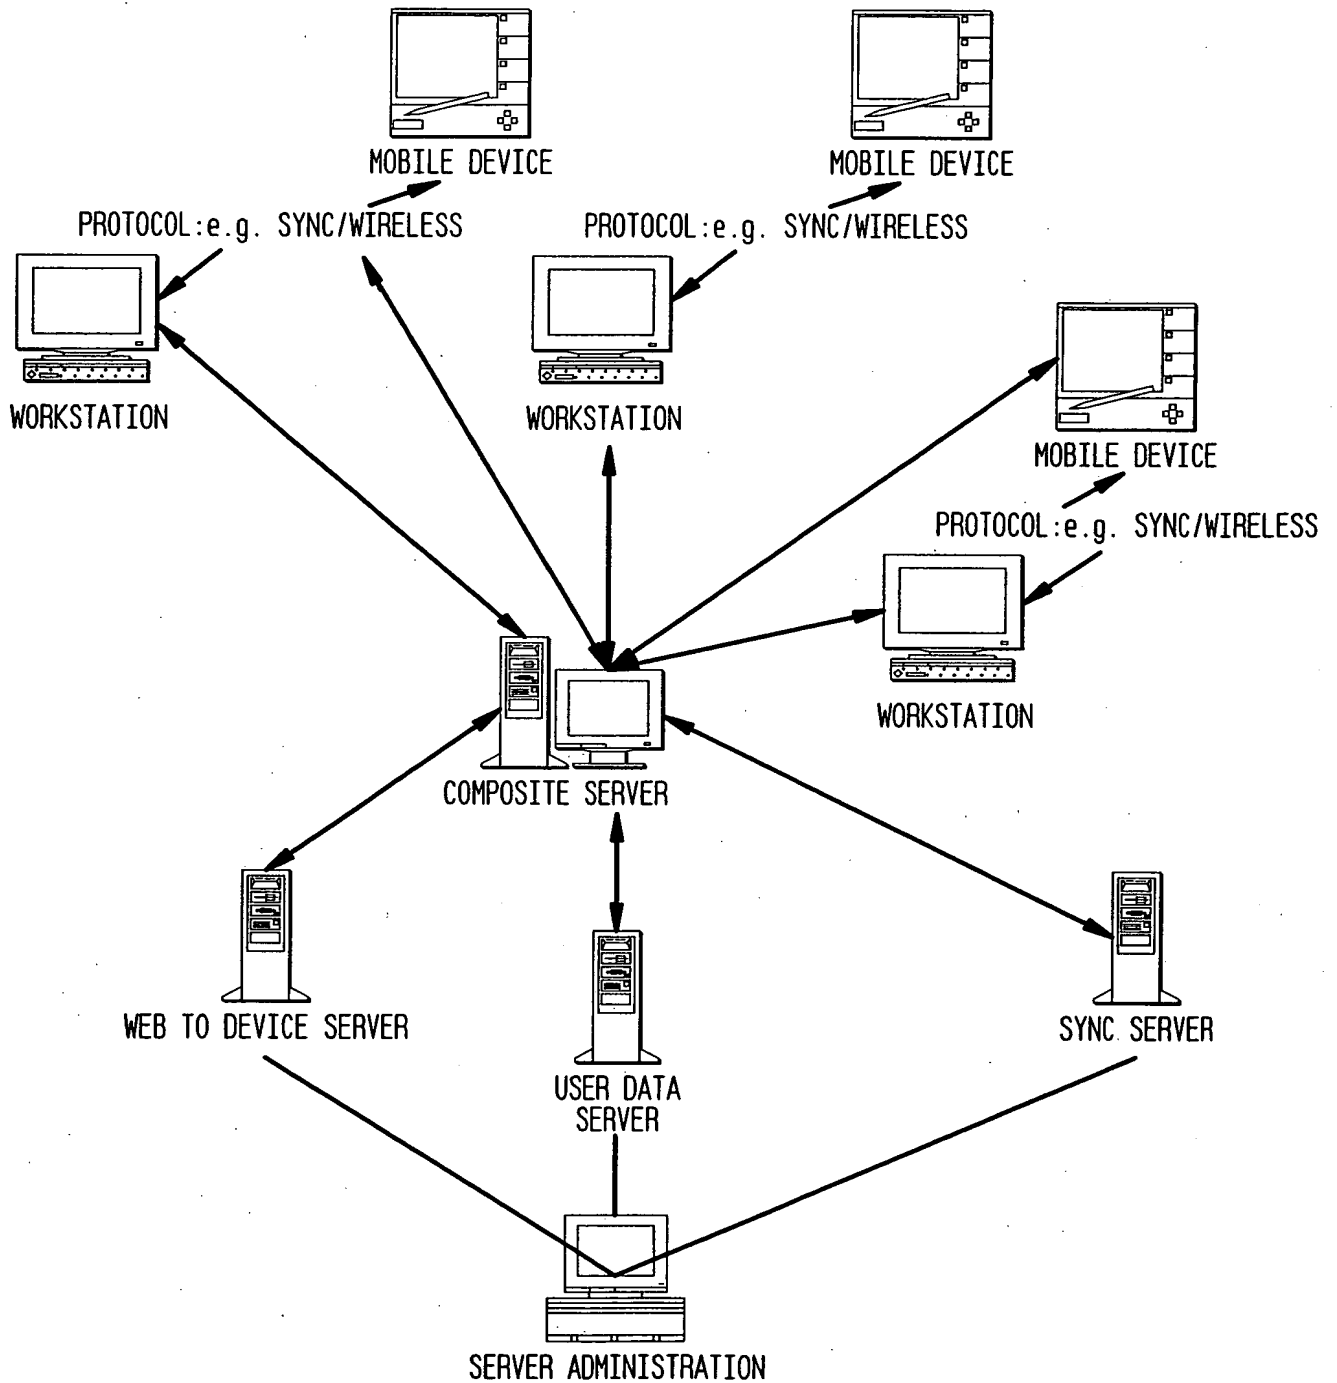 MOBILE DEVICE
MOBILE DEVICE
PROTOCOL:e.g. SYNC/WIRELESS
PROTOCOL:e.g. SYNC/WIRELESS
WORKSTATION
WORKSTATION
MOBILE DEVICE
PROTOCOL:e.g. SYNC/WIRELESS
WORKSTATION
COMPOSITE SERVER
WEB TO DEVICE SERVER
SYNC SERVER
USER DATA
SERVER
SERVER ADMINISTRATION